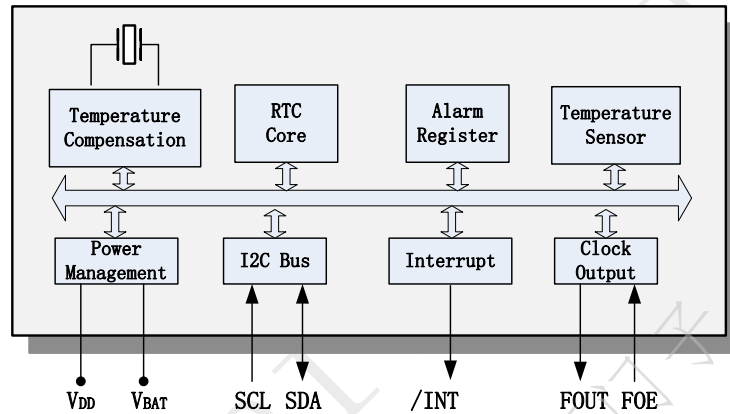 Temperature
Compensation
RTC
Core
Alarm
Register
Temperature
Sensor
Power
Management
I2C Bus
Interrupt
Clock
Output
VDD VBAT SCL SDA /INT FOUT FOE